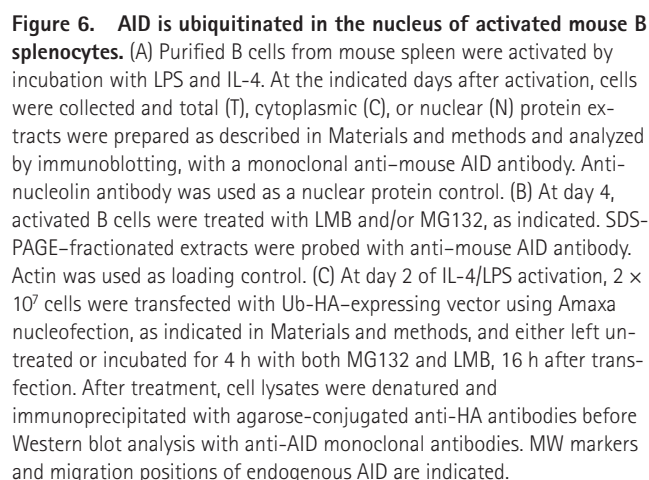 Figure 6. AID is ubiquitinated in the nucleus of activated mouse B
splenocytes. (A) Purified B cells from mouse spleen were activated by
incubation with LPS and IL-4. At the indicated days after activation, cells
were collected and total (T), cytoplasmic (C), or nuclear (N) protein ex-
tracts were prepared as described in Materials and methods and analyzed
by immunoblotting, with a monoclonal anti–mouse AID antibody. Anti-
nucleolin antibody was used as a nuclear protein control. (B) At day 4,
activated B cells were treated with LMB and/or MG132, as indicated. SDS-
PAGE–fractionated extracts were probed with anti–mouse AID antibody.
Actin was used as loading control. (C) At day 2 of IL-4/LPS activation, 2 ×
10⁷ cells were transfected with Ub-HA–expressing vector using Amaxa
nucleofection, as indicated in Materials and methods, and either left un-
treated or incubated for 4 h with both MG132 and LMB, 16 h after trans-
fection. After treatment, cell lysates were denatured and
immunoprecipitated with agarose-conjugated anti-HA antibodies before
Western blot analysis with anti-AID monoclonal antibodies. MW markers
and migration positions of endogenous AID are indicated.